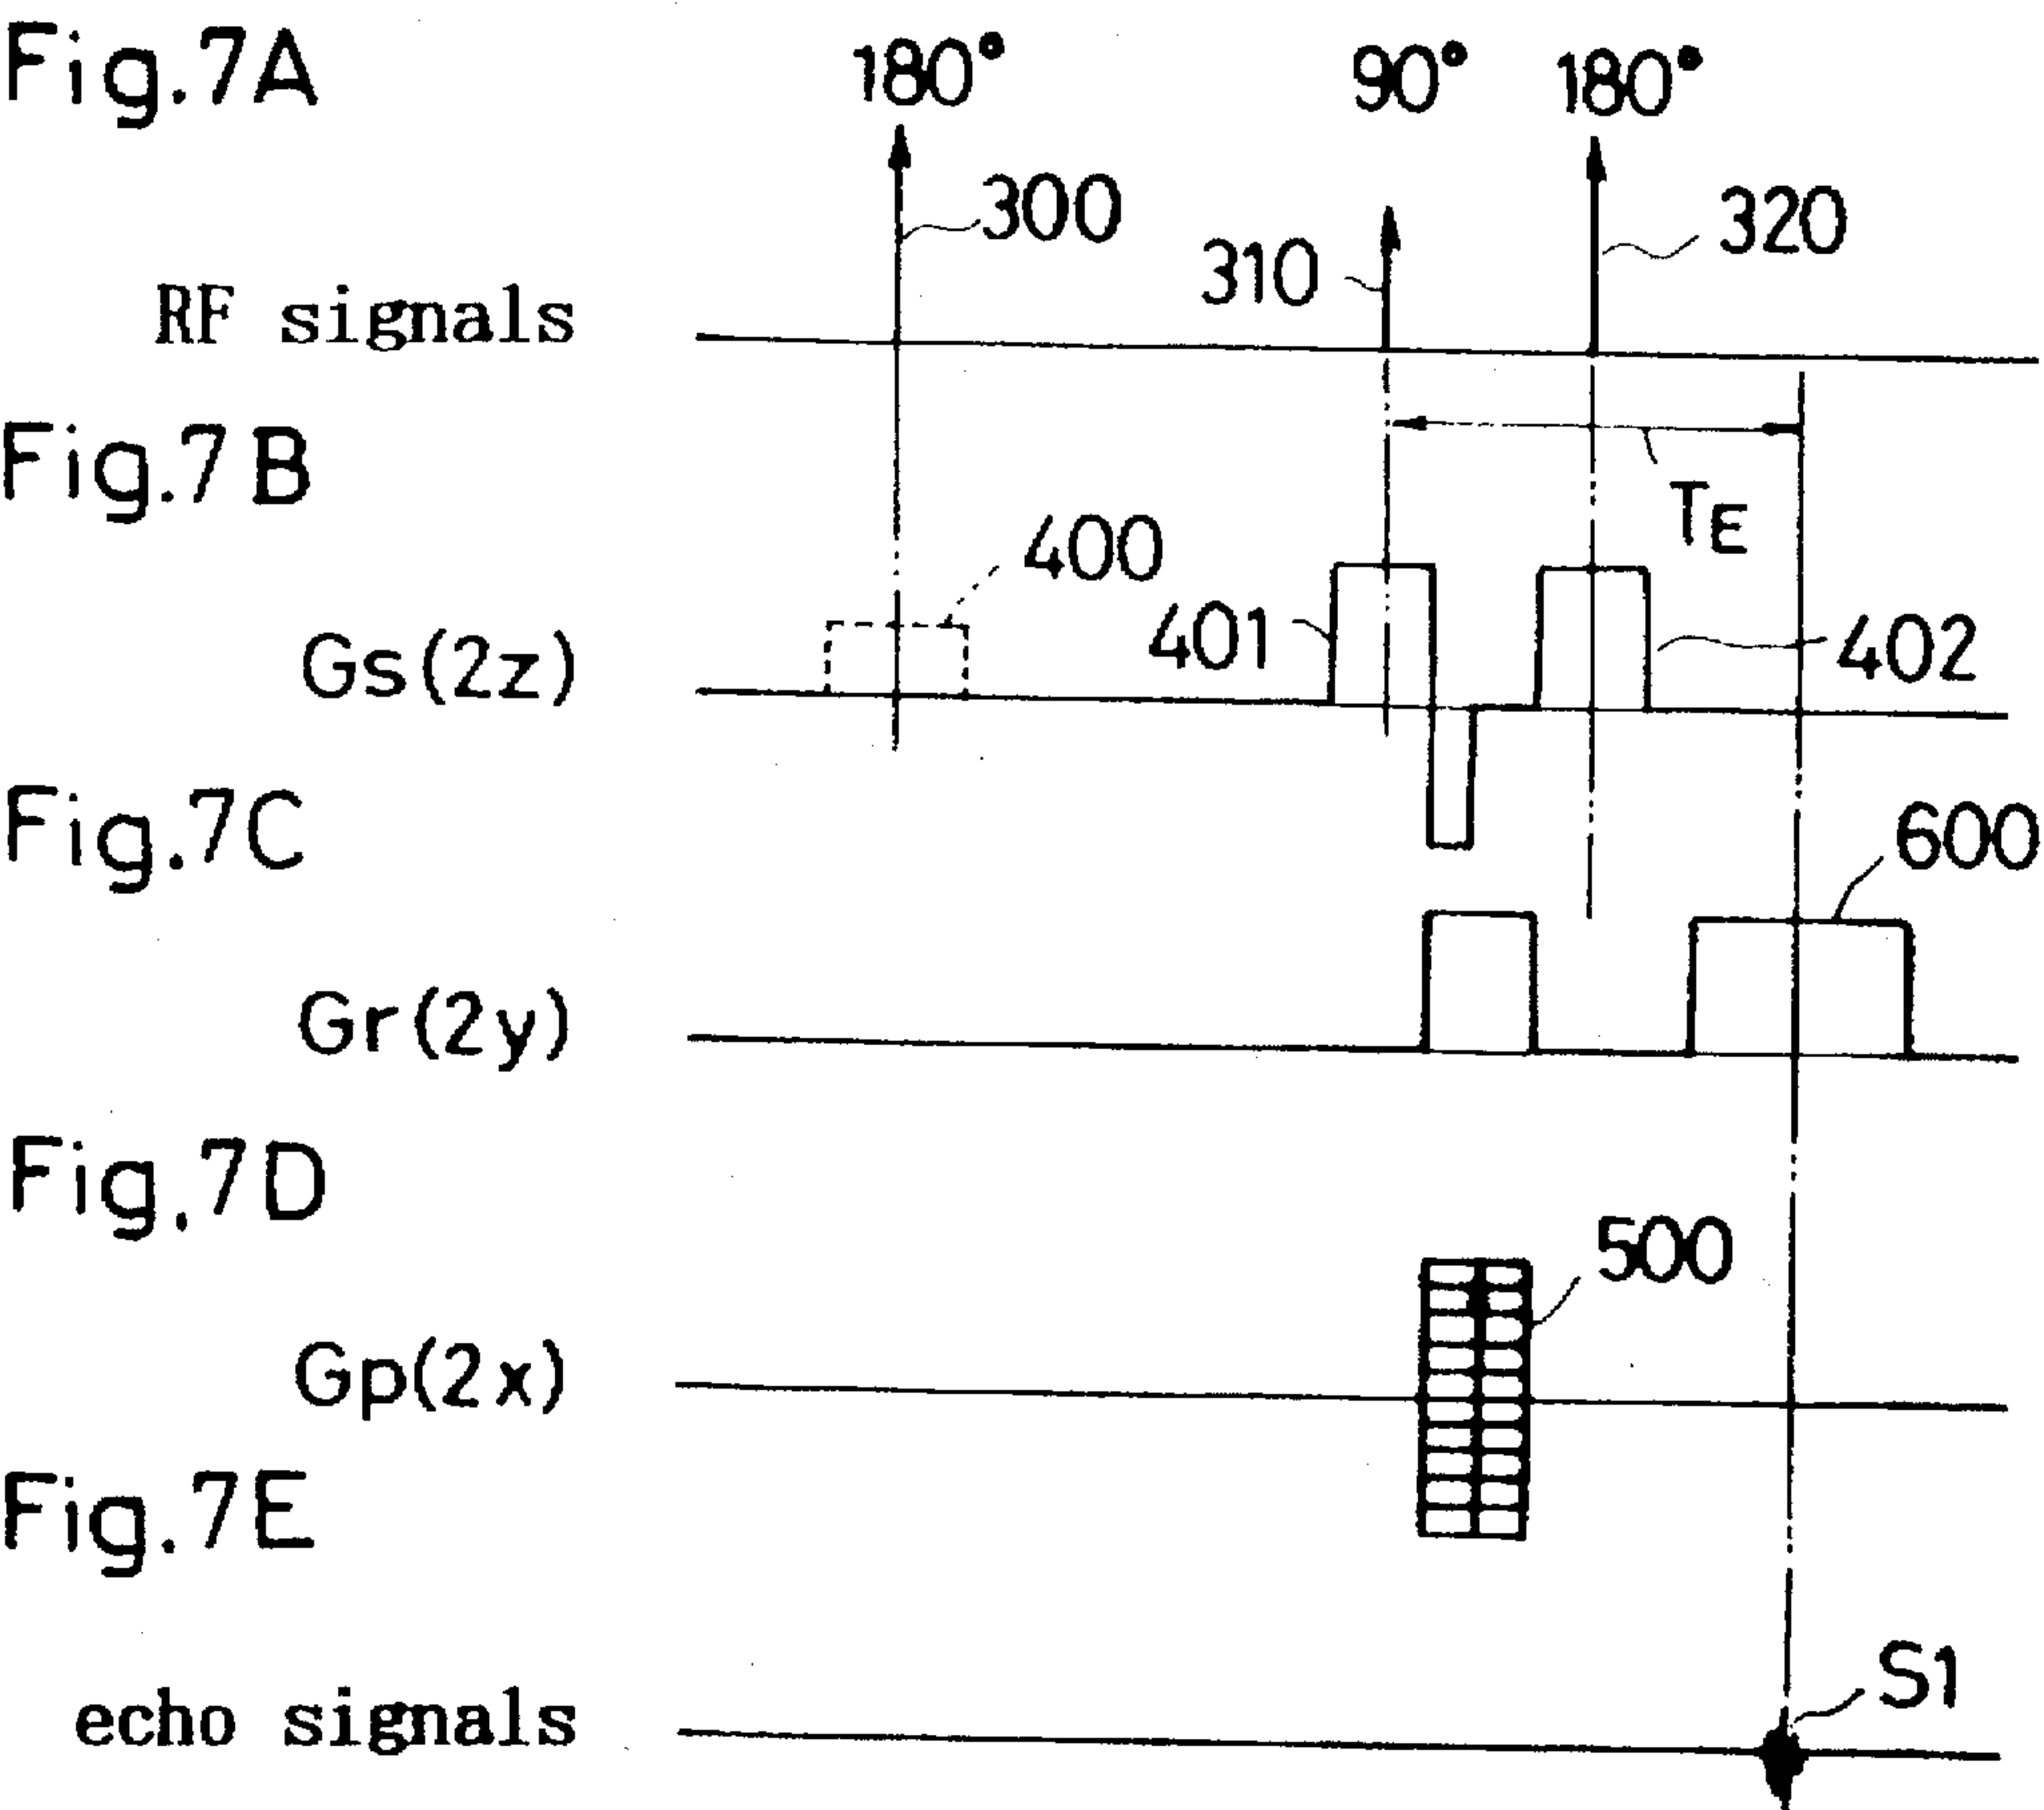 Fig.7A
180° 90° 180°
300
310
320
RF signals
Fig.7B
TE
400
401
402
Gs(2z)
Fig.7C
600
Gr(2y)
Fig.7D
500
Gp(2x)
Fig.7E
S1
echo signals